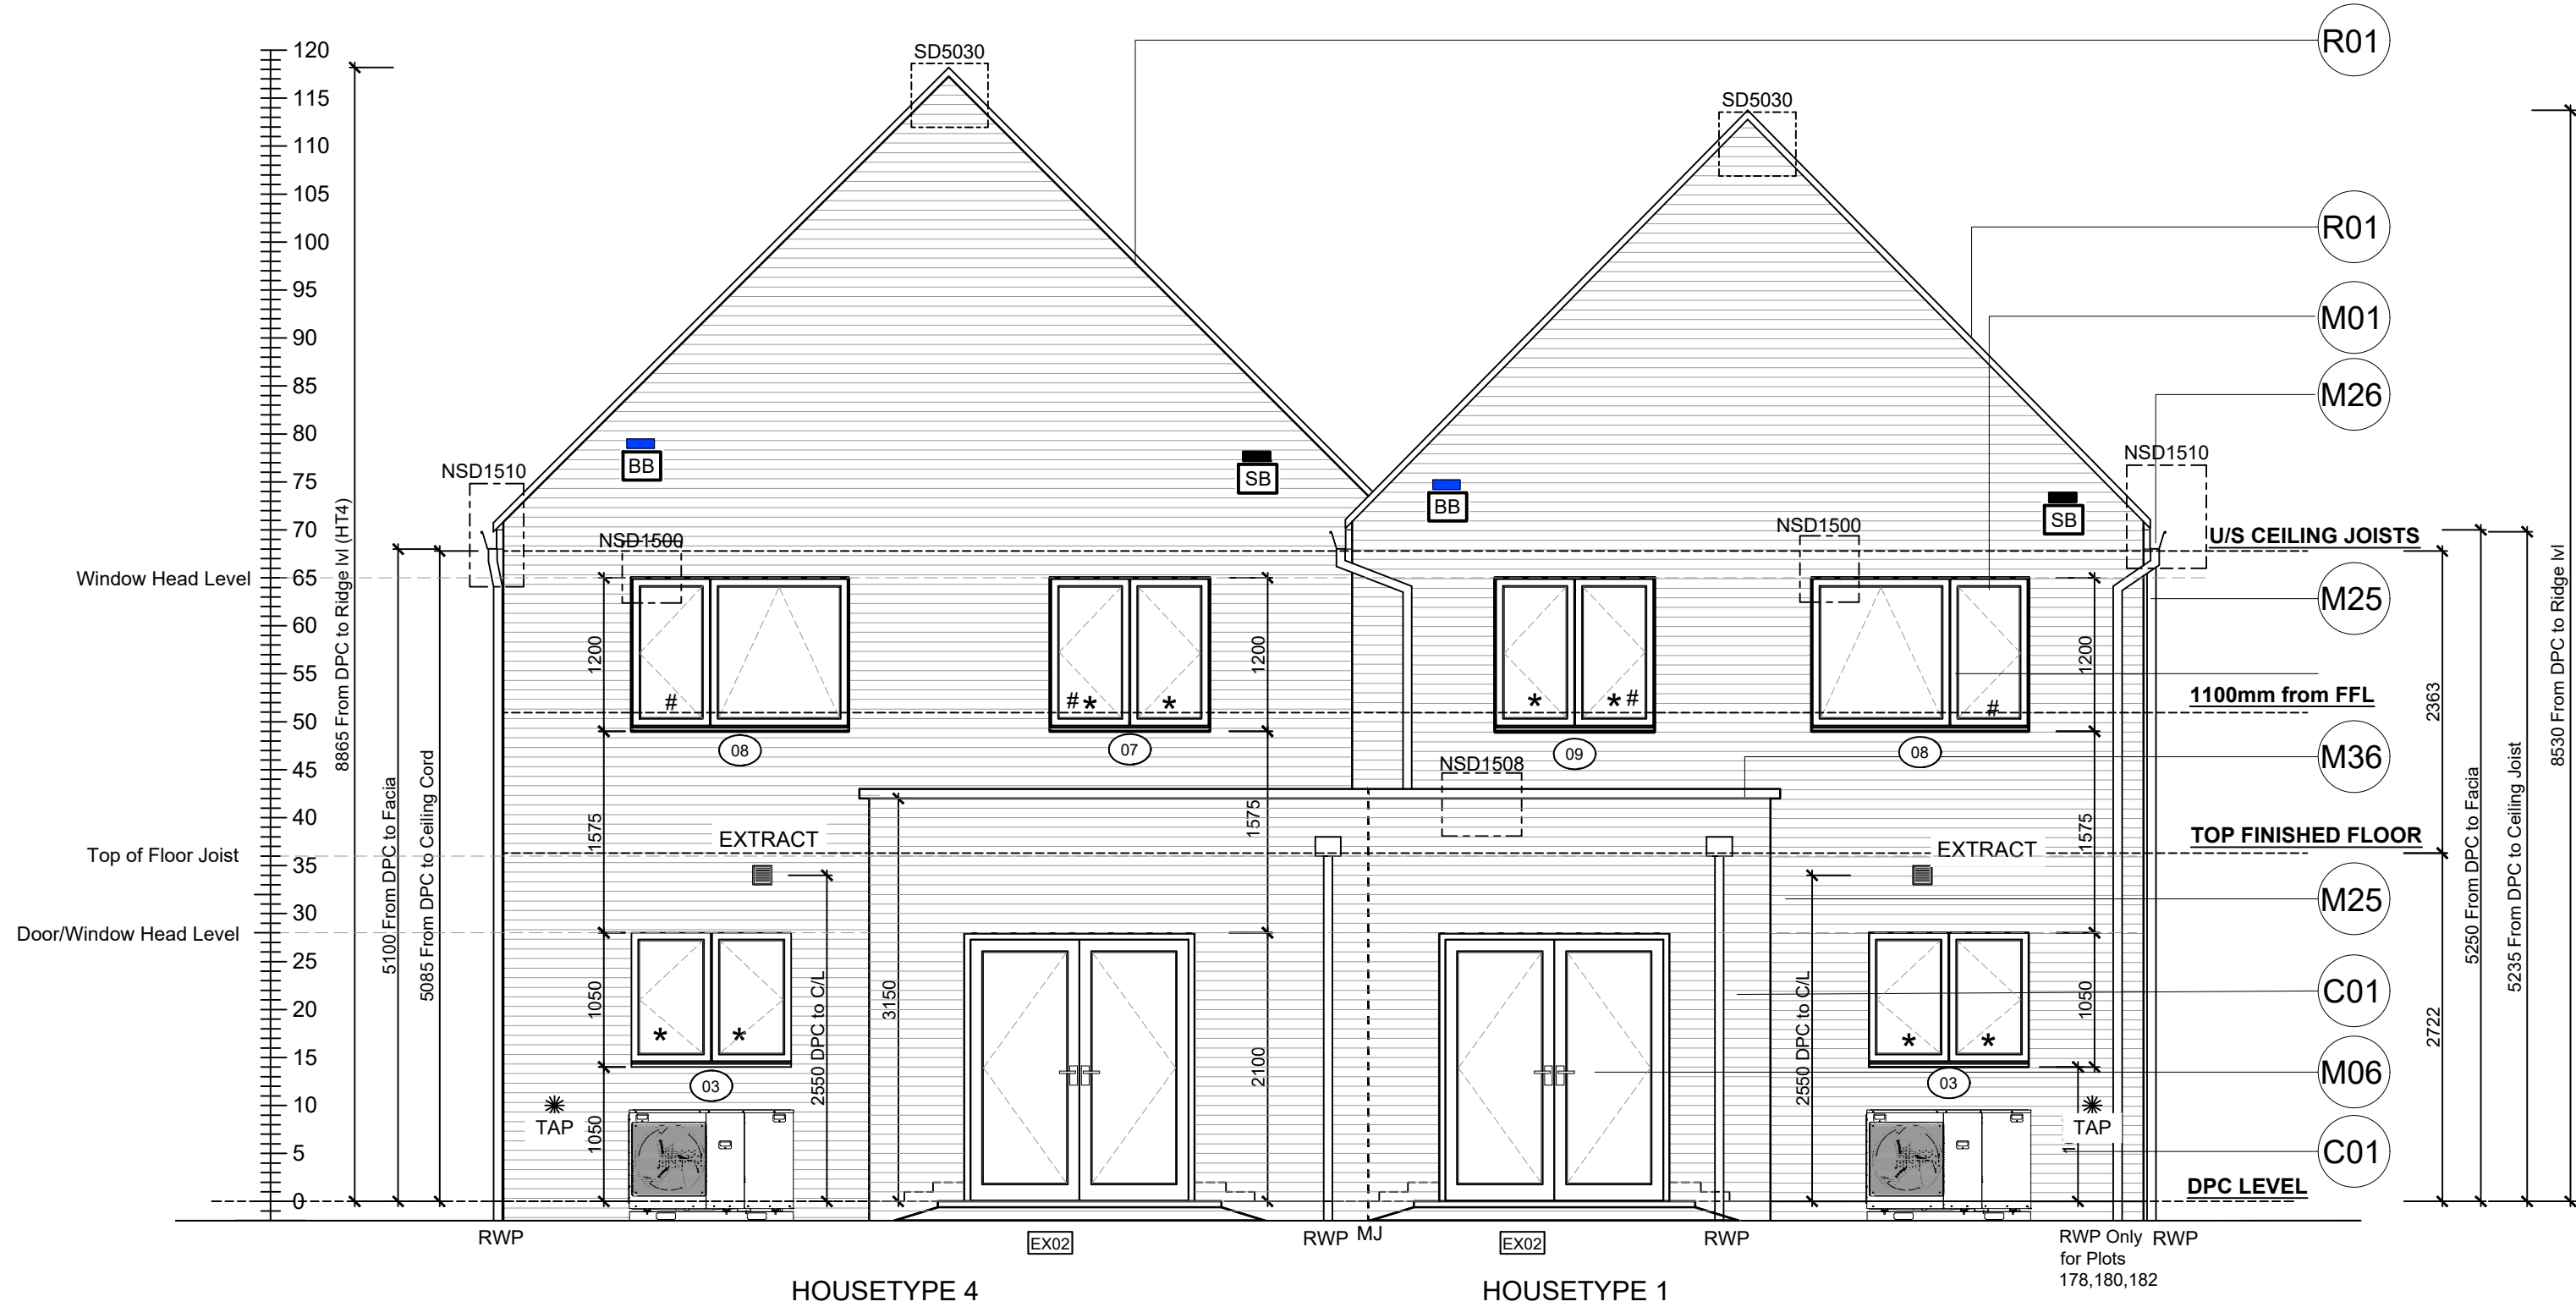 SD5030
SD5030
R01
R01
M01
M26
M25
M36
M25
C01
M06
C01
120
115
110
105
100
95
90
85
80
75
70
65
60
55
50
45
40
35
30
25
20
15
10
5
0
Window Head Level
Top of Floor Joist
Door/Window Head Level
8865 From DPC to Ridge lvl (HT4)
5100 From DPC to Facia
5085 From DPC to Ceiling Cord
NSD1510
BB
SB
BB
SB
NSD1510
NSD1500
NSD1500
U/S CEILING JOISTS
1200
1200
1200
#
# *
*
*
* #
#
08
07
09
08
1100mm from FFL
NSD1508
1575
1575
1575
EXTRACT
EXTRACT
TOP FINISHED FLOOR
1050
3150
2550 DPC to C/L
2100
2550 DPC to C/L
1050
*
*
*
*
03
03
TAP
TAP
1050
1
DPC LEVEL
2363
2722
5250 From DPC to Facia
5235 From DPC to Ceiling Joist
8530 From DPC to Ridge lvl
RWP
EX02
RWP
MJ
EX02
RWP
RWP Only
for Plots
178,180,182
RWP
HOUSETYPE 4
HOUSETYPE 1